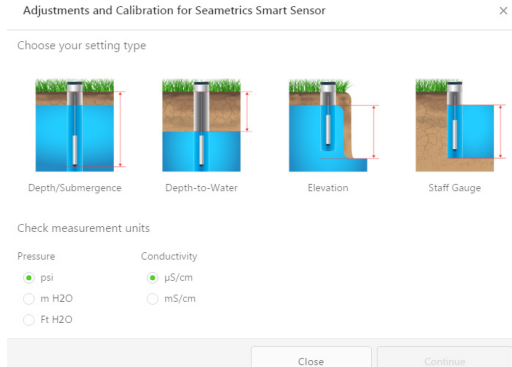 Adjustments and Calibration for Seametrics Smart Sensor
Choose your setting type
Depth/Submergence Depth-to-Water Elevation Staff Gauge
Check measurement units
Pressure Conductivity
psi µS/cm
m H2O mS/cm
Ft H2O
Close Continue